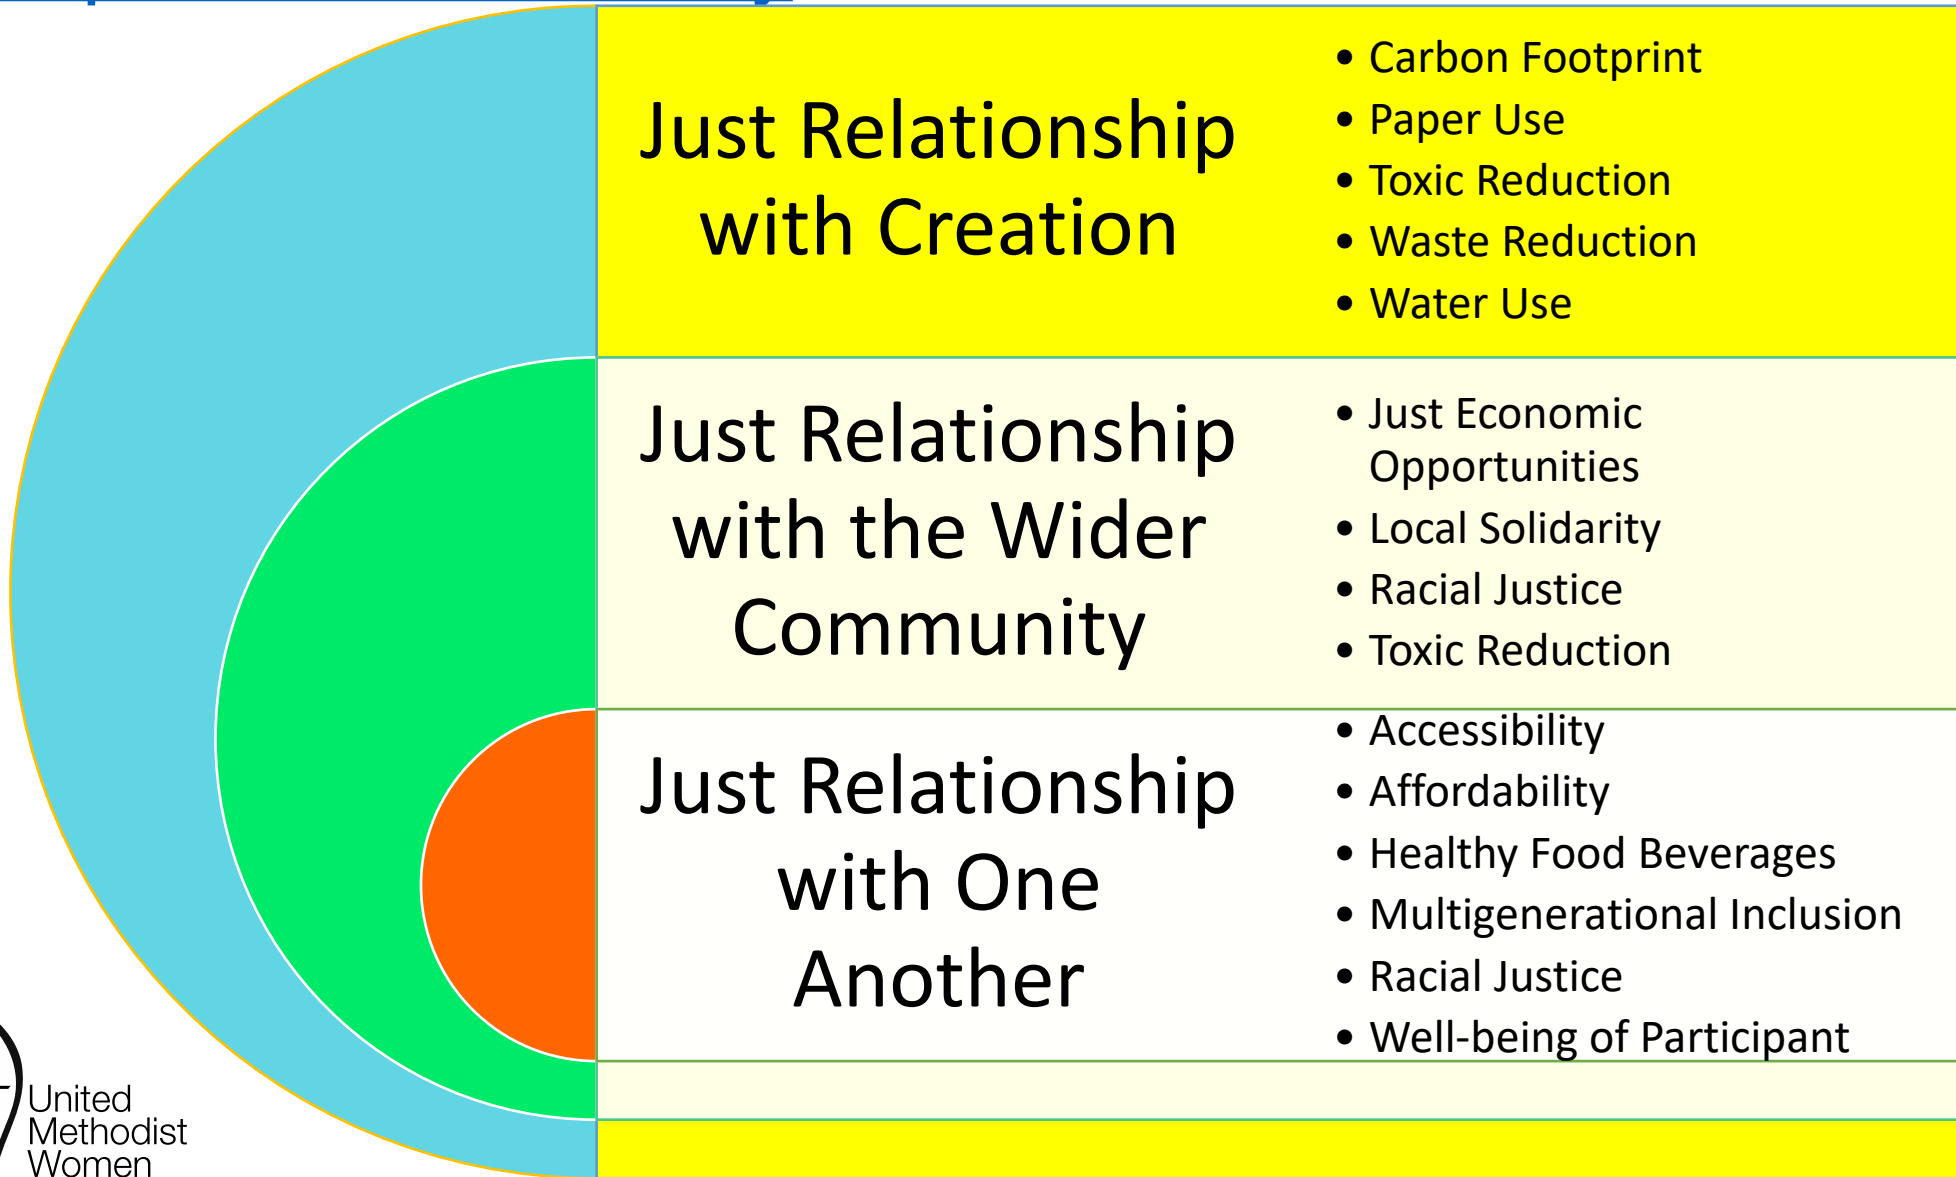 Just Relationship
with Creation
• Carbon Footprint
• Paper Use
• Toxic Reduction
• Waste Reduction
• Water Use
Just Relationship
with the Wider
Community
• Just Economic
Opportunities
• Local Solidarity
• Racial Justice
• Toxic Reduction
Just Relationship
with One
Another
• Accessibility
• Affordability
• Healthy Food Beverages
• Multigenerational Inclusion
• Racial Justice
• Well-being of Participant
United
Methodist
Women